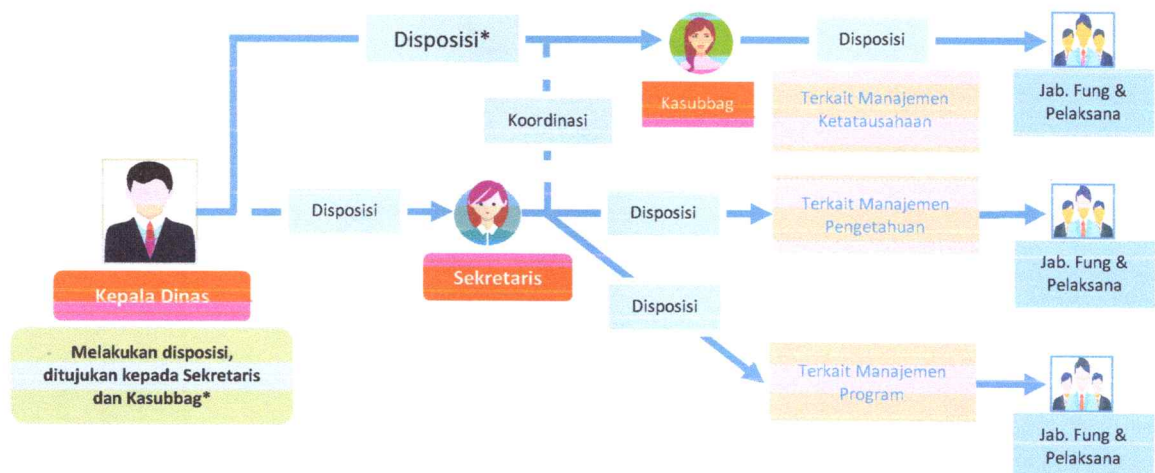 Disposisi*
Kasubbag
Disposisi
Terkait Manajemen
Ketatausahaan
Jab. Fung &
Pelaksana
Koordinasi
Kepala Dinas
Melakukan disposisi,
ditujukan kepada Sekretaris
dan Kasubbag*
Disposisi
Sekretaris
Disposisi
Terkait Manajemen
Pengetahuan
Jab. Fung &
Pelaksana
Disposisi
Terkait Manajemen
Program
Jab. Fung &
Pelaksana